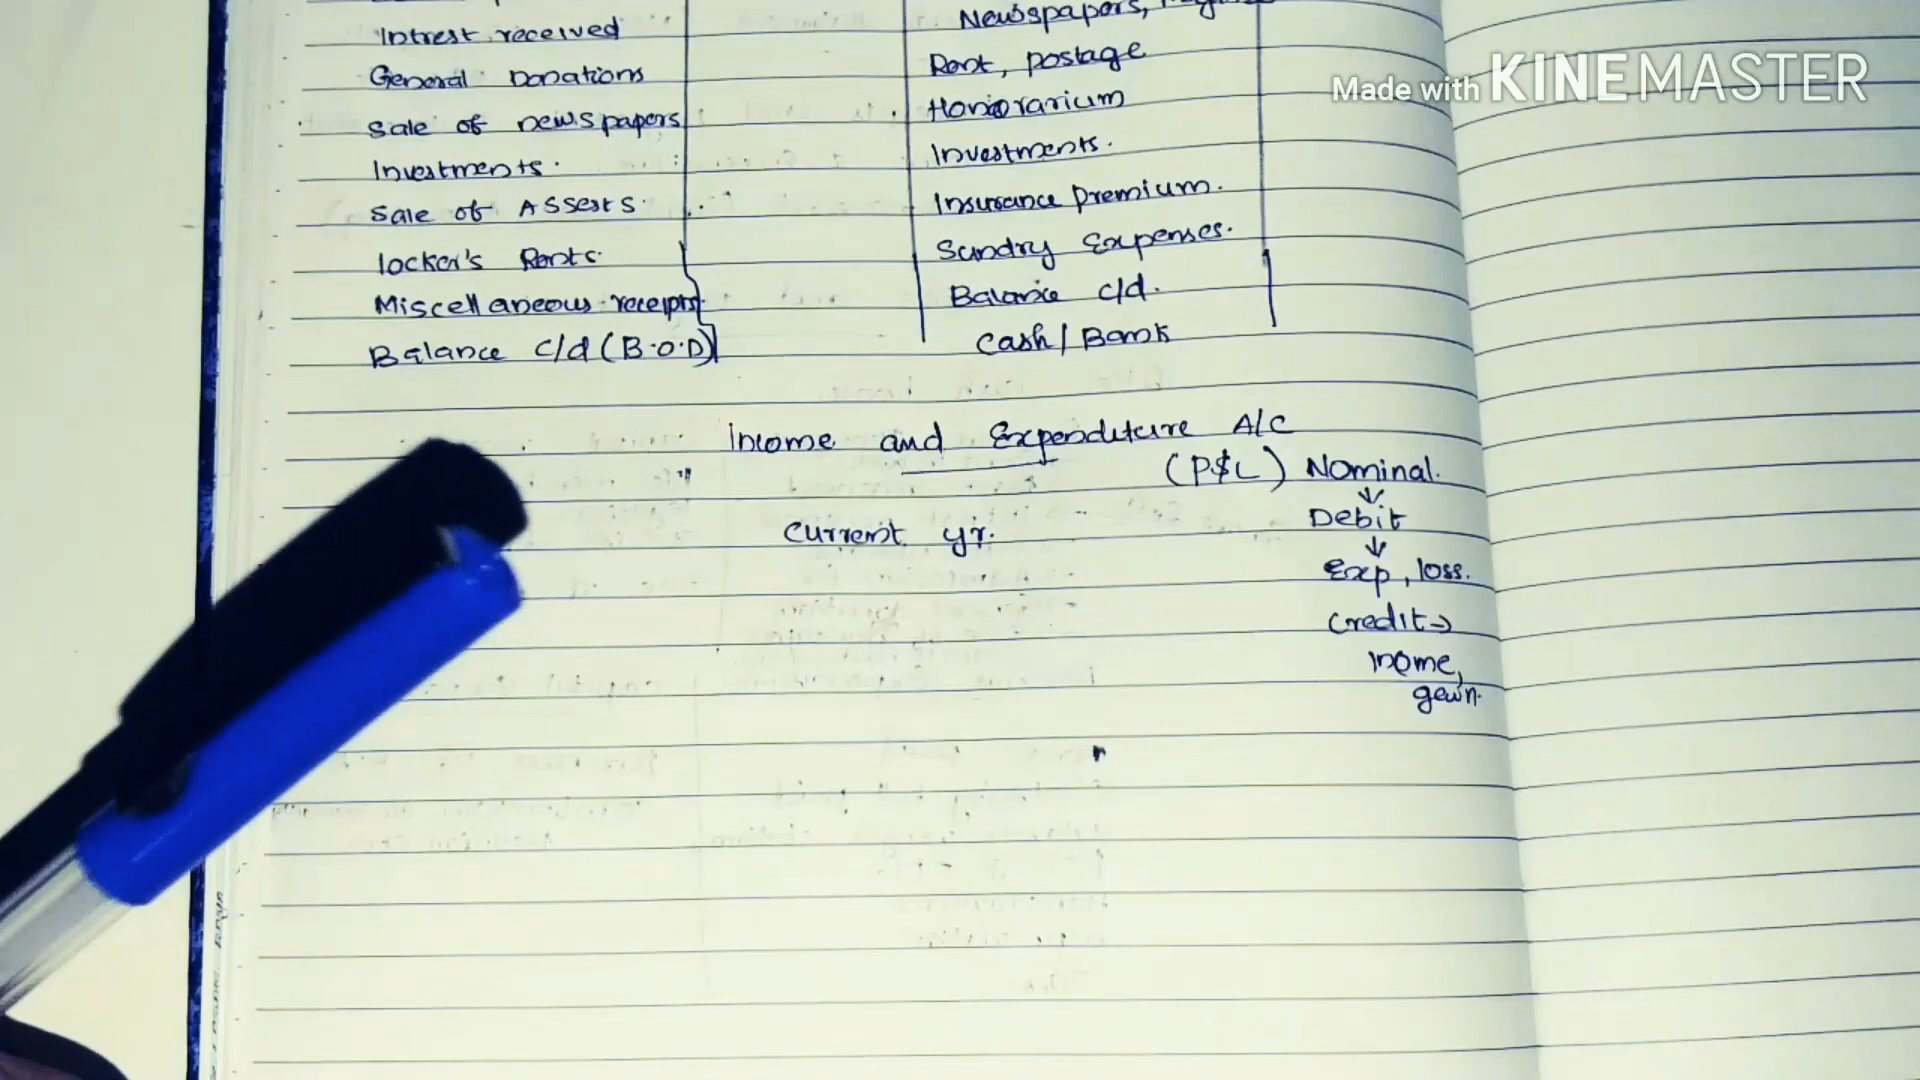 Intrest received
General Donations
Sale of newspapers
Investments.
Sale of Assests.
locker's Rents.
Miscellaneous receipts.
Balance c/d (B.O.D)
Newspapers,
Rent, postage
Honorarium
Investments.
Insurance Premium.
Sundry Expenses.
Balance c/d.
Cash / Bank
Income and Expenditure A/C
(P&L) Nominal.
Debit
Exp, loss.
Credit →
Income,
gain.
Current yr.
Made with KINEMASTER